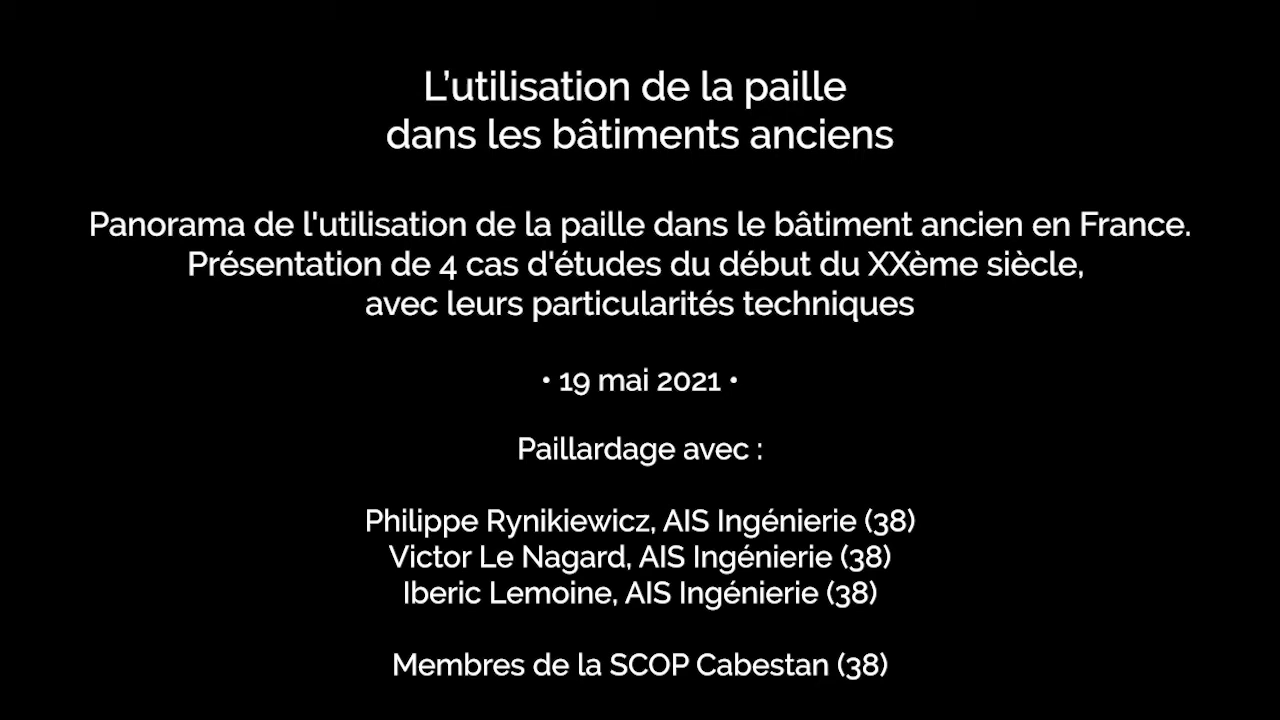 L’utilisation de la paille
dans les bâtiments anciens
Panorama de l'utilisation de la paille dans le bâtiment ancien en France.
Présentation de 4 cas d'études du début du XXème siècle,
avec leurs particularités techniques
• 19 mai 2021 •
Paillardage avec :
Philippe Rynikiewicz, AIS Ingénierie (38)
Victor Le Nagard, AIS Ingénierie (38)
Iberic Lemoine, AIS Ingénierie (38)
Membres de la SCOP Cabestan (38)